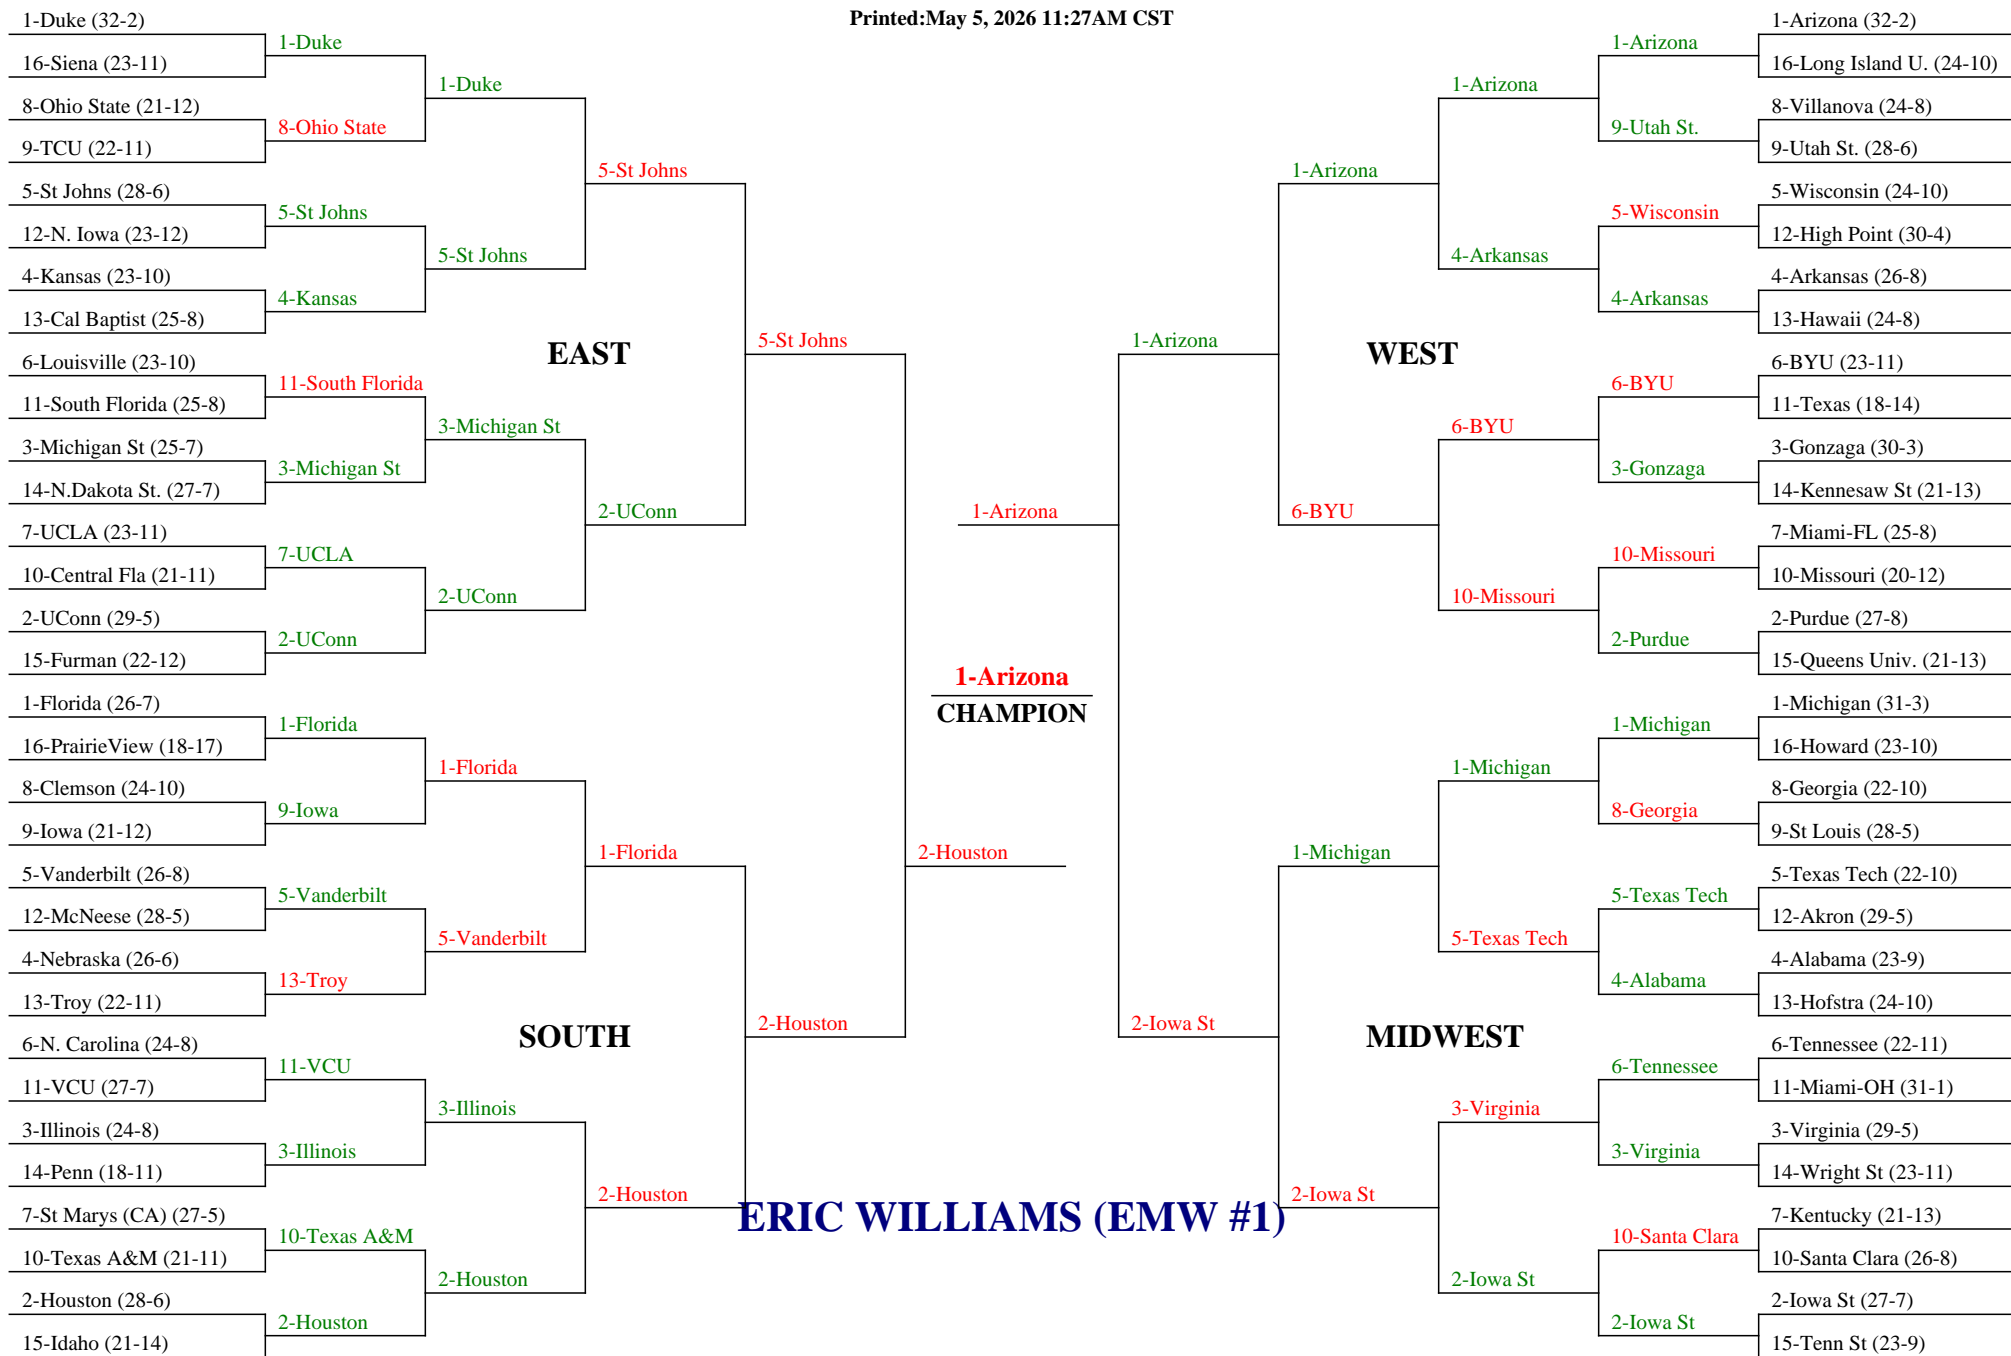 Printed:May 5, 2026 11:27AM CST
1-Duke (32-2)
16-Siena (23-11)
8-Ohio State (21-12)
9-TCU (22-11)
5-St Johns (28-6)
12-N. Iowa (23-12)
4-Kansas (23-10)
13-Cal Baptist (25-8)
6-Louisville (23-10)
11-South Florida (25-8)
3-Michigan St (25-7)
14-N.Dakota St. (27-7)
7-UCLA (23-11)
10-Central Fla (21-11)
2-UConn (29-5)
15-Furman (22-12)
1-Florida (26-7)
16-PrairieView (18-17)
8-Clemson (24-10)
9-Iowa (21-12)
5-Vanderbilt (26-8)
12-McNeese (28-5)
4-Nebraska (26-6)
13-Troy (22-11)
6-N. Carolina (24-8)
11-VCU (27-7)
3-Illinois (24-8)
14-Penn (18-11)
7-St Marys (CA) (27-5)
10-Texas A&M (21-11)
2-Houston (28-6)
15-Idaho (21-14)
1-Duke
8-Ohio State
5-St Johns
4-Kansas
11-South Florida
3-Michigan St
7-UCLA
2-UConn
1-Florida
9-Iowa
5-Vanderbilt
13-Troy
11-VCU
3-Illinois
10-Texas A&M
2-Houston
1-Duke
5-St Johns
3-Michigan St
2-UConn
1-Florida
5-Vanderbilt
3-Illinois
2-Houston
5-St Johns
2-UConn
1-Florida
2-Houston
EAST
SOUTH
5-St Johns
2-Houston
1-Arizona
2-Houston
1-Arizona
CHAMPION
ERIC WILLIAMS (EMW #1)
1-Arizona
2-Iowa St
WEST
MIDWEST
1-Arizona
6-BYU
1-Michigan
2-Iowa St
1-Arizona
4-Arkansas
6-BYU
10-Missouri
1-Michigan
5-Texas Tech
3-Virginia
2-Iowa St
1-Arizona
9-Utah St.
5-Wisconsin
4-Arkansas
6-BYU
3-Gonzaga
10-Missouri
2-Purdue
1-Michigan
8-Georgia
5-Texas Tech
4-Alabama
6-Tennessee
3-Virginia
10-Santa Clara
2-Iowa St
1-Arizona (32-2)
16-Long Island U. (24-10)
8-Villanova (24-8)
9-Utah St. (28-6)
5-Wisconsin (24-10)
12-High Point (30-4)
4-Arkansas (26-8)
13-Hawaii (24-8)
6-BYU (23-11)
11-Texas (18-14)
3-Gonzaga (30-3)
14-Kennesaw St (21-13)
7-Miami-FL (25-8)
10-Missouri (20-12)
2-Purdue (27-8)
15-Queens Univ. (21-13)
1-Michigan (31-3)
16-Howard (23-10)
8-Georgia (22-10)
9-St Louis (28-5)
5-Texas Tech (22-10)
12-Akron (29-5)
4-Alabama (23-9)
13-Hofstra (24-10)
6-Tennessee (22-11)
11-Miami-OH (31-1)
3-Virginia (29-5)
14-Wright St (23-11)
7-Kentucky (21-13)
10-Santa Clara (26-8)
2-Iowa St (27-7)
15-Tenn St (23-9)